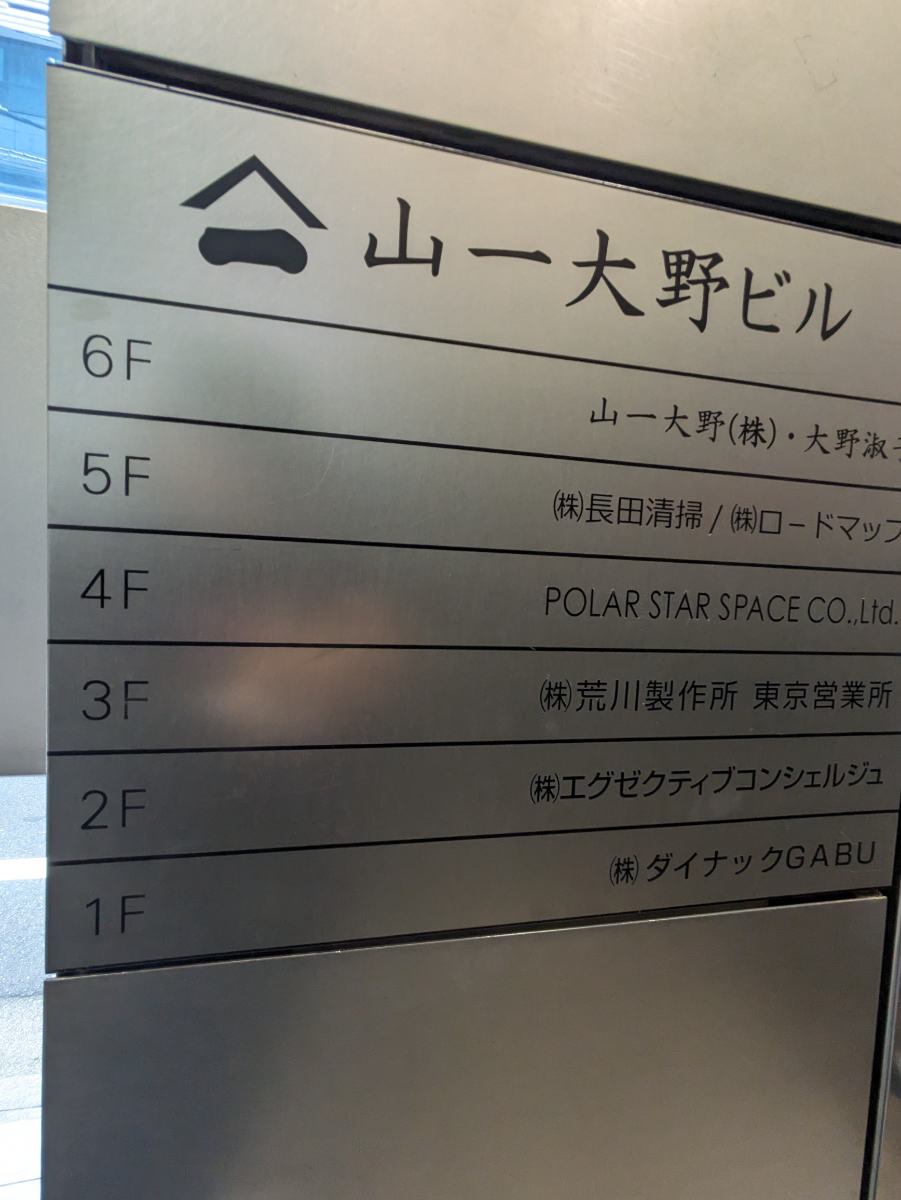 山一大野ビル
6F 山一大野(株)・大野淑子
5F ㈱長田清掃/㈱ロードマップ
4F POLAR STAR SPACE CO.,Ltd.
3F ㈱荒川製作所 東京営業所
2F ㈱エグゼクティブコンシェルジュ
1F ㈱ダイナックGABU